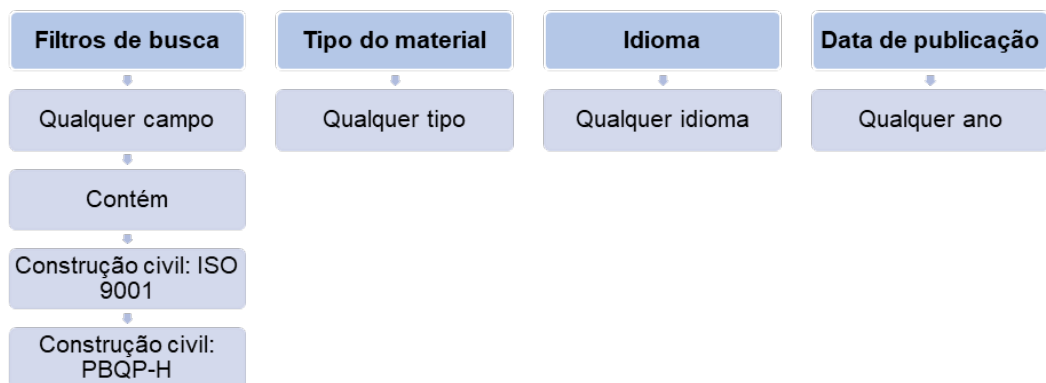 Filtros de busca
Qualquer campo
Contém
Construção civil: ISO
9001
Construção civil:
PBQP-H
Tipo do material
Qualquer tipo
Idioma
Qualquer idioma
Data de publicação
Qualquer ano